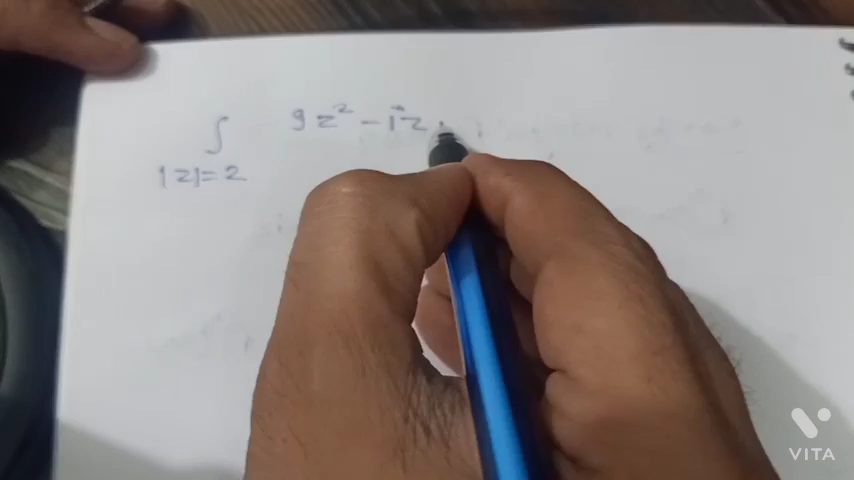 ∫ 9z² – iz
|z|=2
VITA